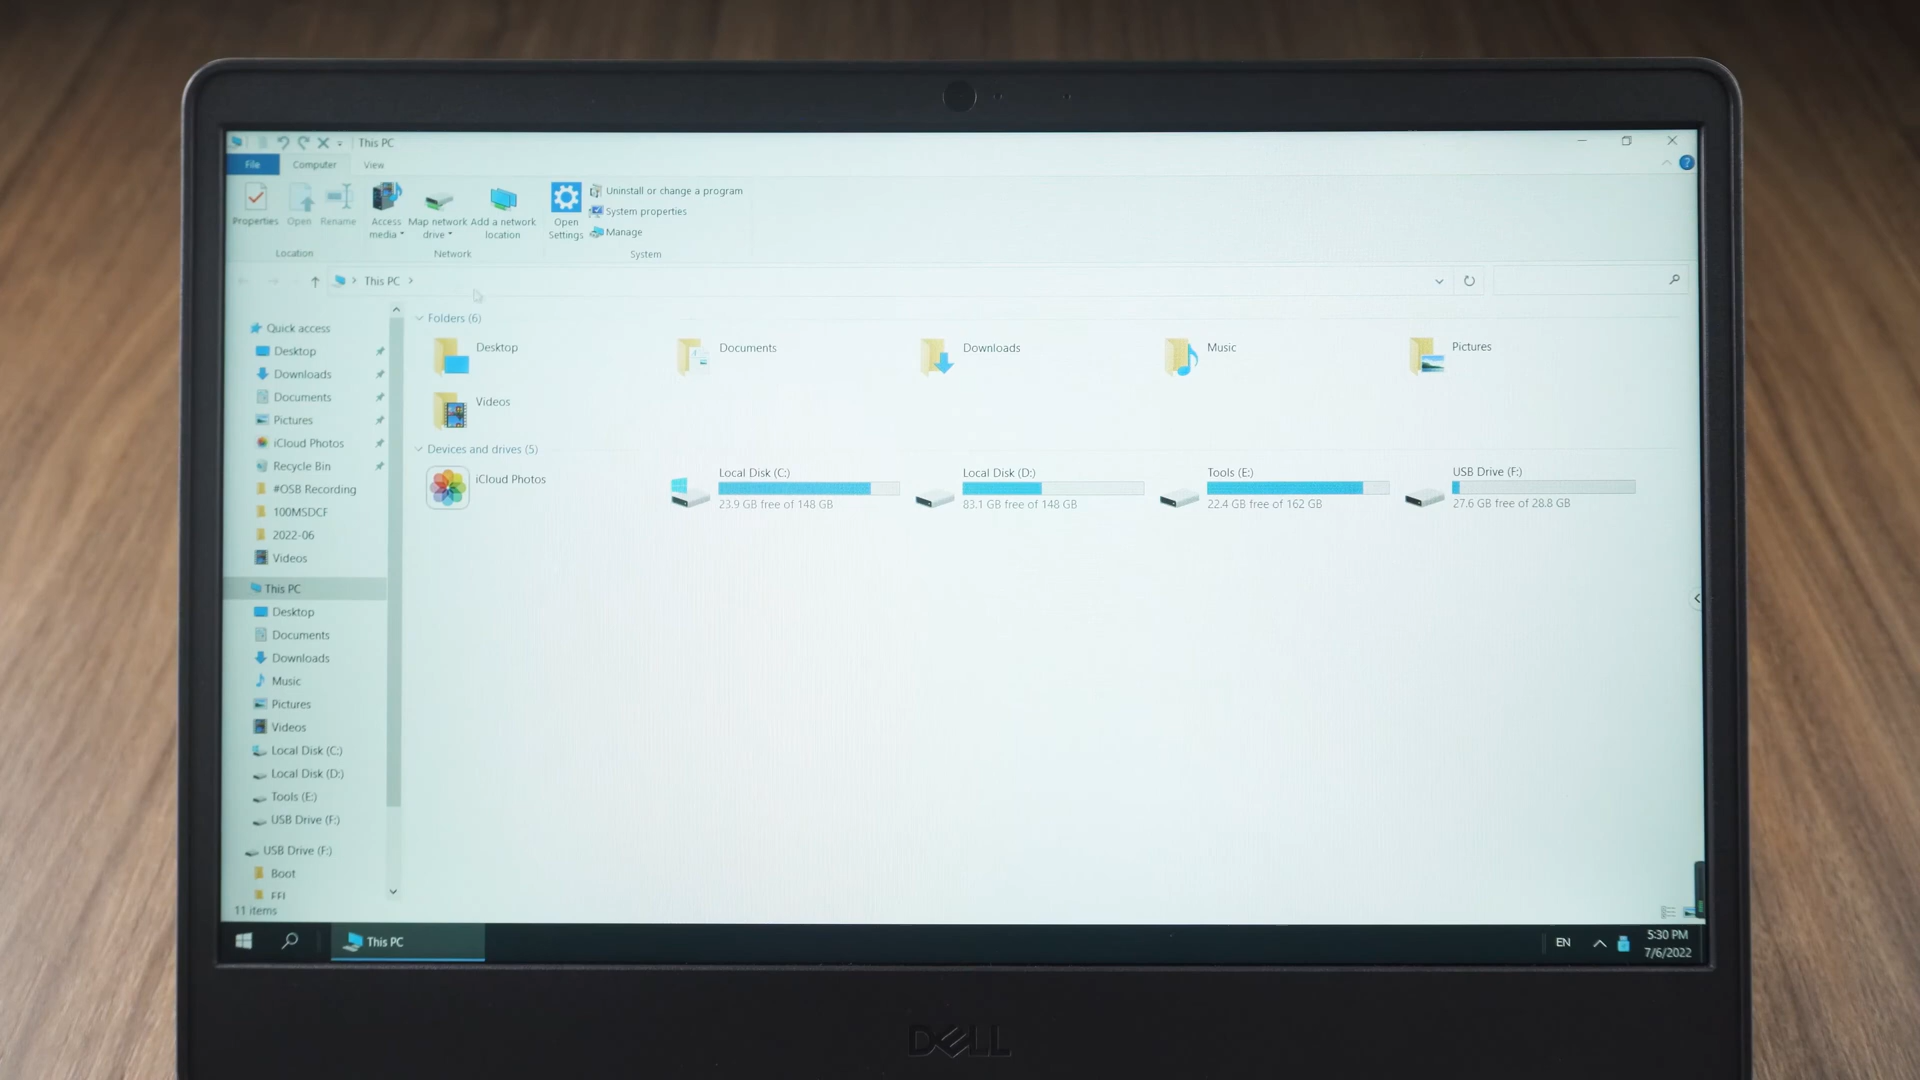 This PC
File Computer View
Properties Open Rename Access media Map network drive Add a network location Open Settings Uninstall or change a program
System properties
Manage
Location Network System
This PC
Quick access
Desktop
Downloads
Documents
Pictures
iCloud Photos
Recycle Bin
#OSB Recording
100MSDCF
2022-06
Videos
This PC
Desktop
Documents
Downloads
Music
Pictures
Videos
Local Disk (C:)
Local Disk (D:)
Tools (E:)
USB Drive (F:)
USB Drive (F:)
Boot
EFI
11 items
Folders (6)
Desktop Documents Downloads Music Pictures
Videos
Devices and drives (5)
iCloud Photos
Local Disk (C:)
23.9 GB free of 148 GB
Local Disk (D:)
83.1 GB free of 148 GB
Tools (E:)
22.4 GB free of 162 GB
USB Drive (F:)
27.6 GB free of 28.8 GB
This PC
EN
5:30 PM
7/6/2022
DELL